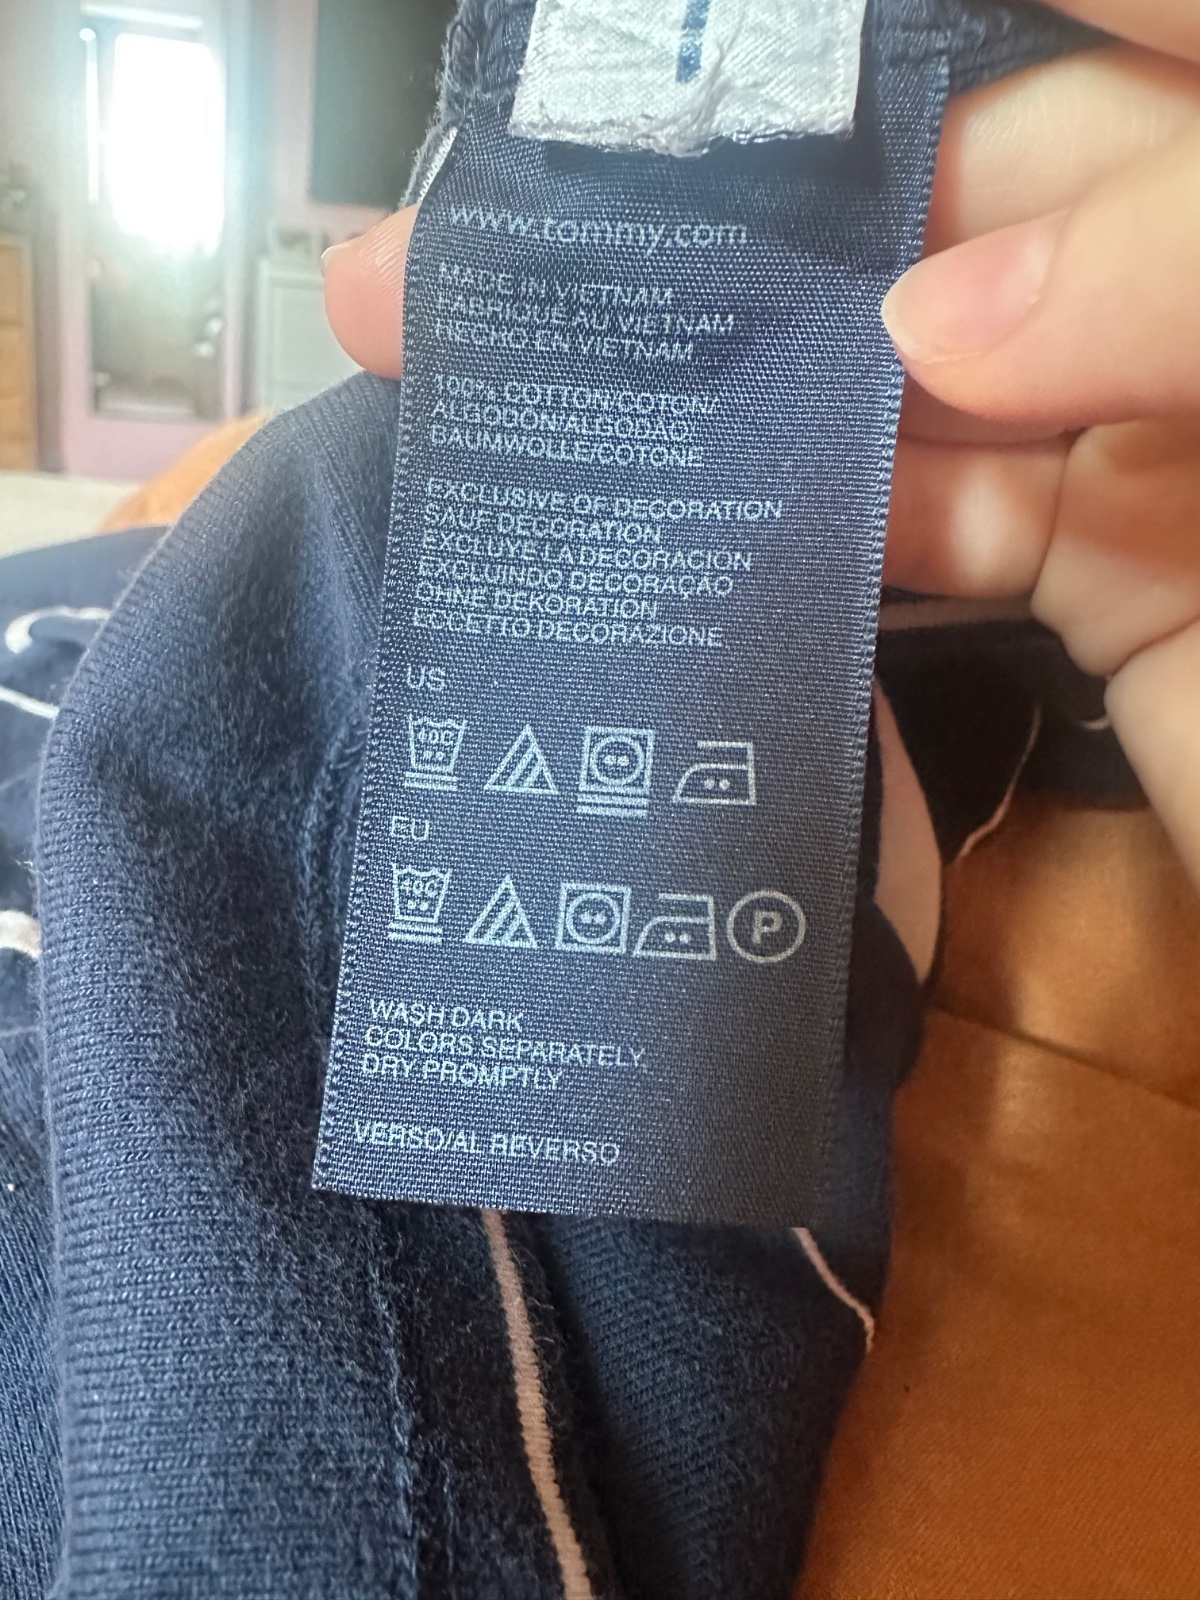 www.tommy.com
MADE IN VIETNAM
FABRIQUE AU VIETNAM
HECHO EN VIETNAM
100% COTTON/COTON/
ALGODON/ALGODAO
BAUMWOLLE/COTONE
EXCLUSIVE OF DECORATION
SAUF DECORATION
EXCLUYE LA DECORACION
EXCLUINDO DECORAÇAO
OHNE DEKORATION
ECCETTO DECORAZIONE
US
40C
EU
40C
P
WASH DARK
COLORS SEPARATELY
DRY PROMPTLY
VERSO/AL REVERSO